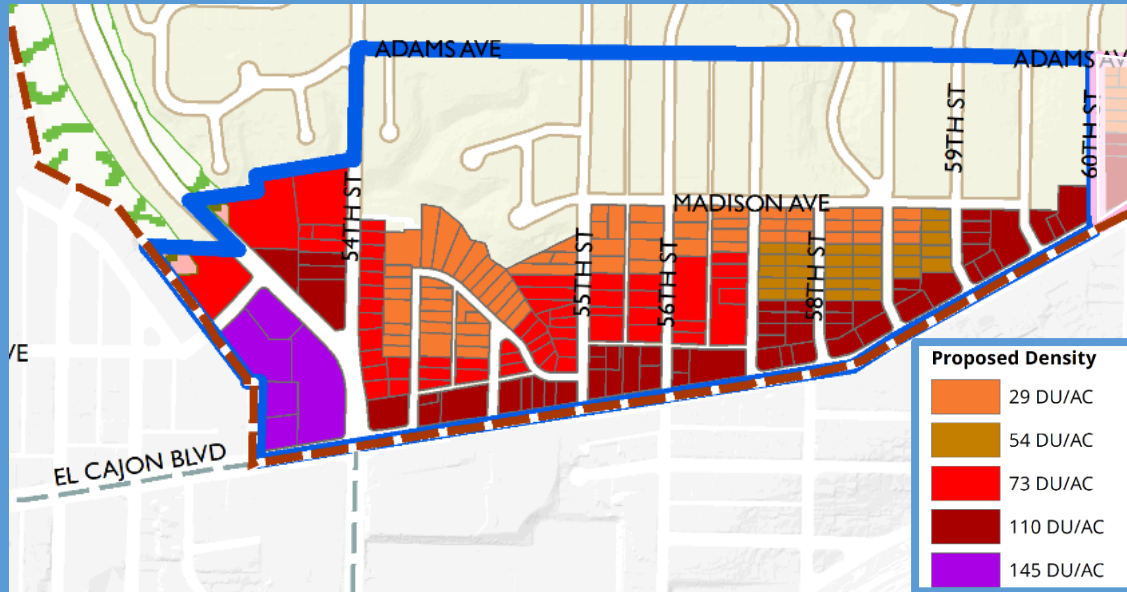 ADAMS AVE
ADAMS AV
59TH ST
60TH ST
54TH ST
MADISON AVE
55TH ST
56TH ST
58TH ST
VE
EL CAJON BLVD
Proposed Density
29 DU/AC
54 DU/AC
73 DU/AC
110 DU/AC
145 DU/AC